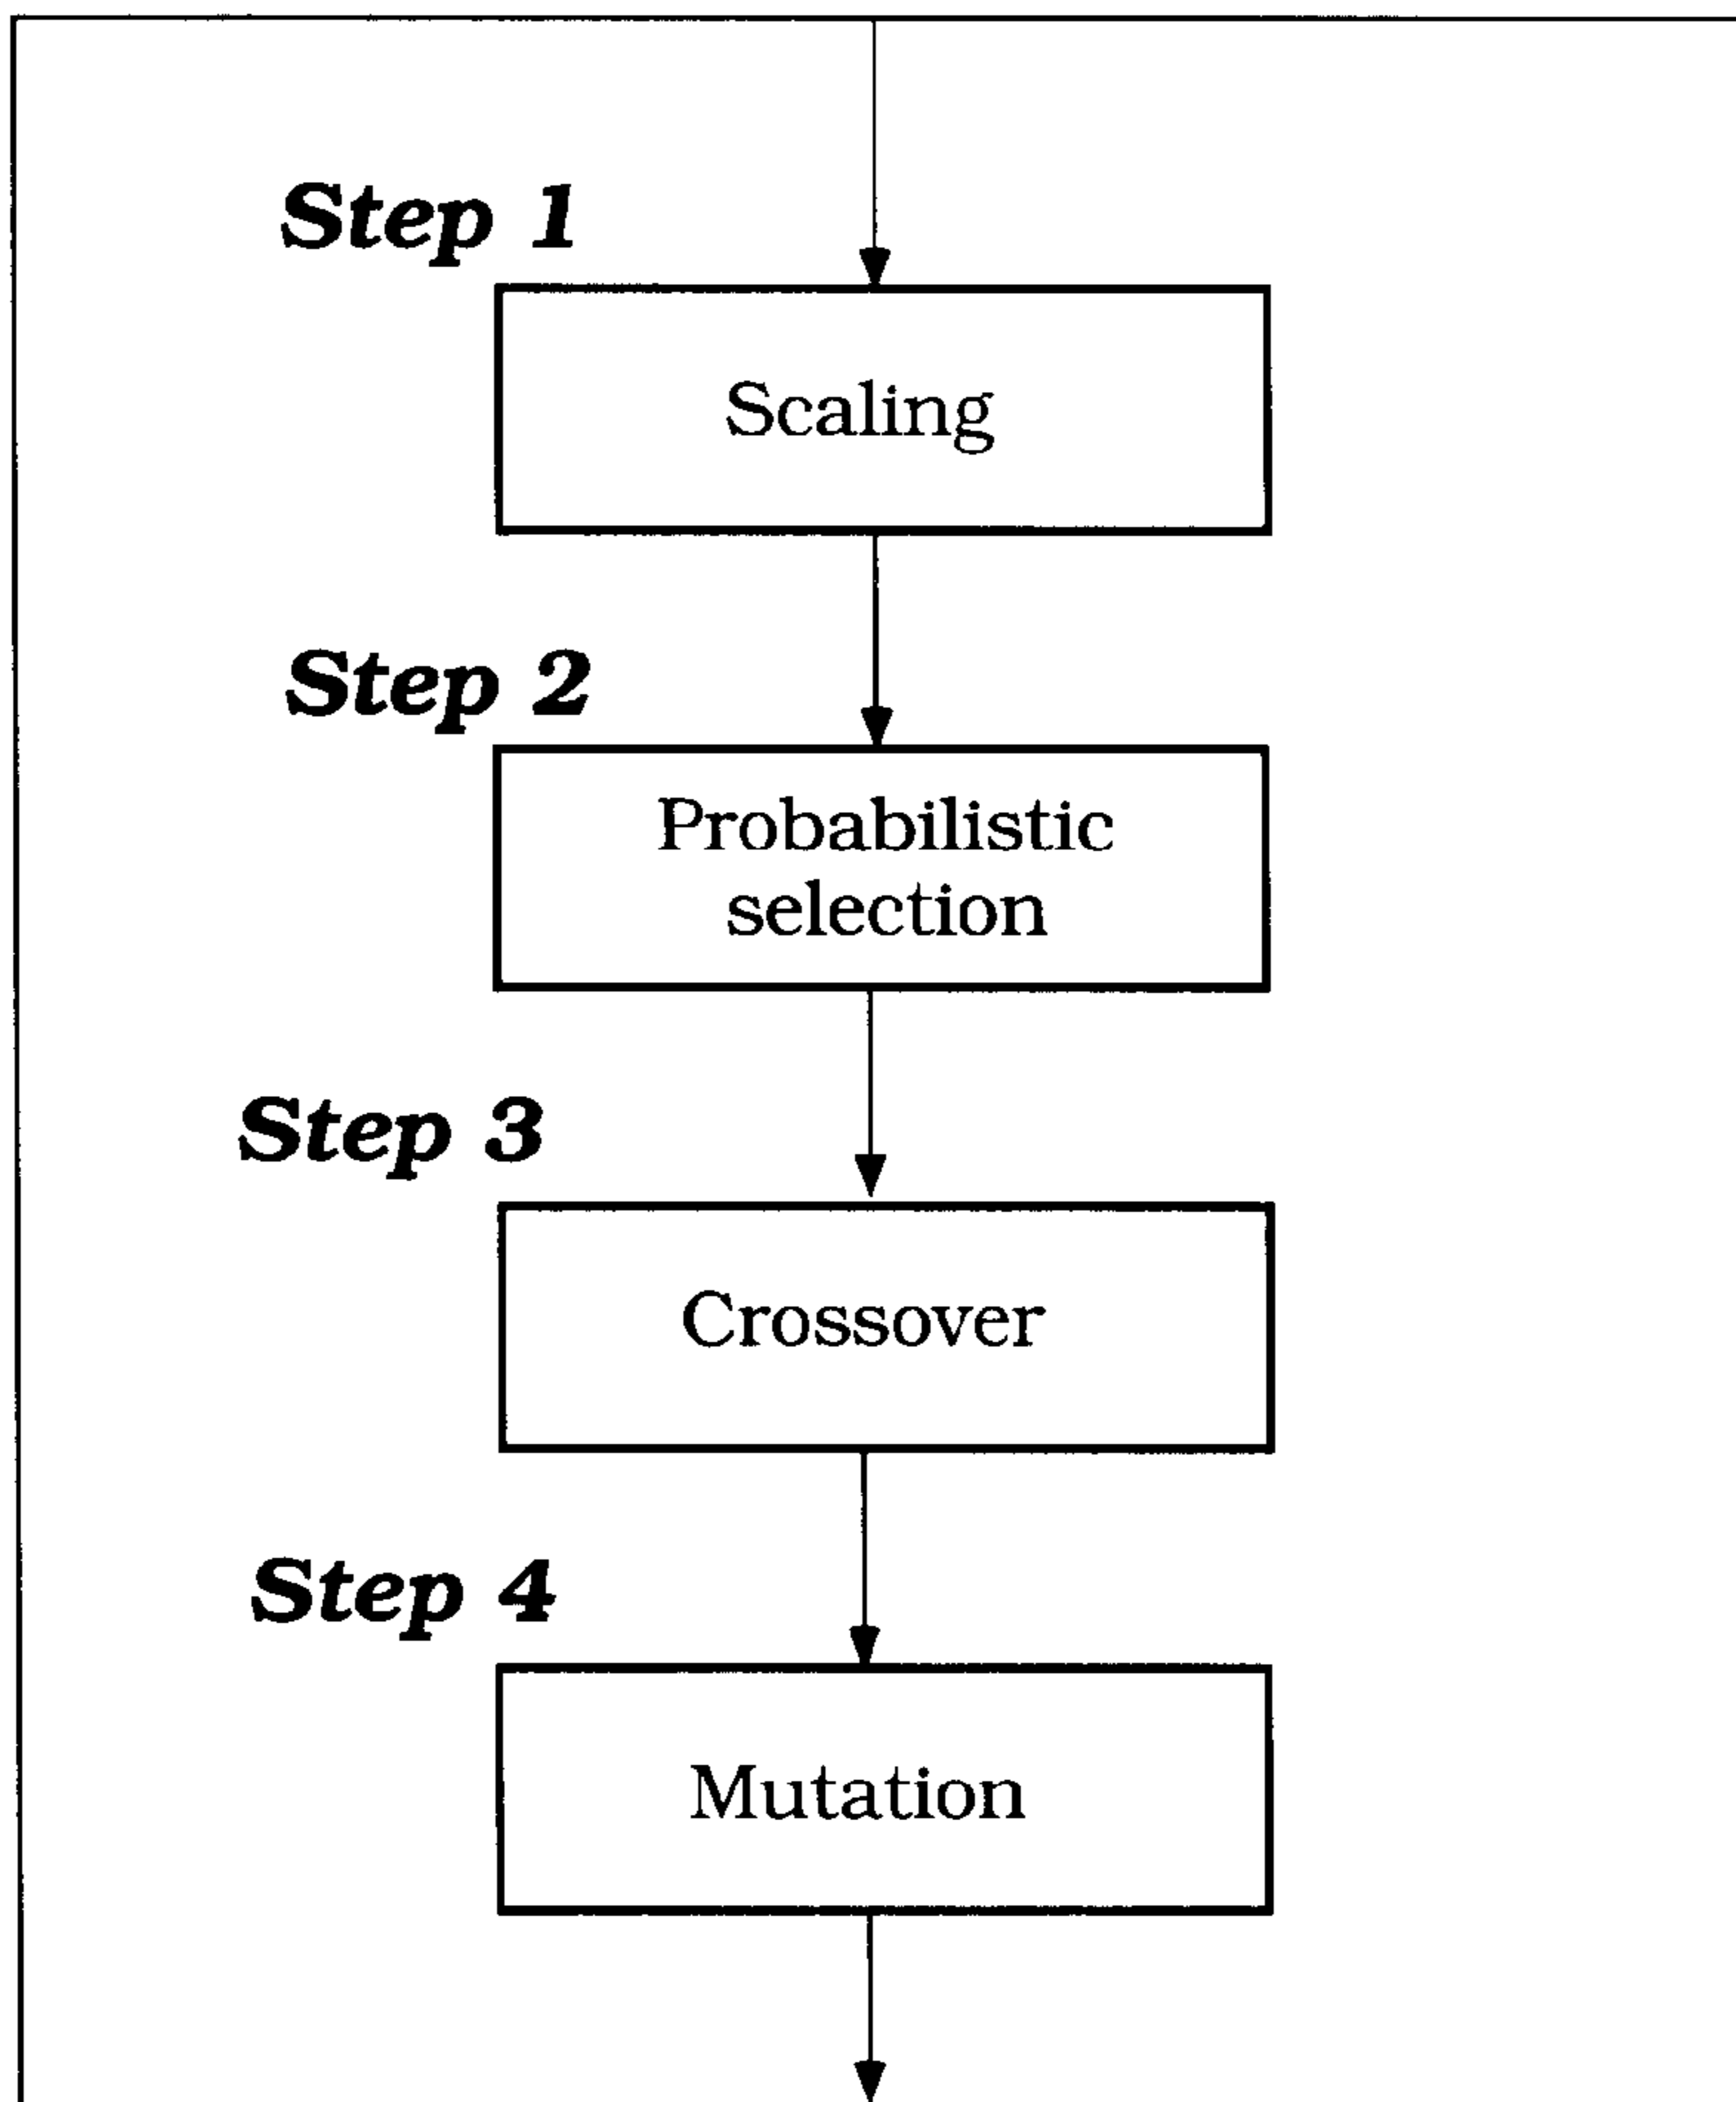 Step 1
Scaling
Step 2
Probabilistic
selection
Step 3
Crossover
Step 4
Mutation